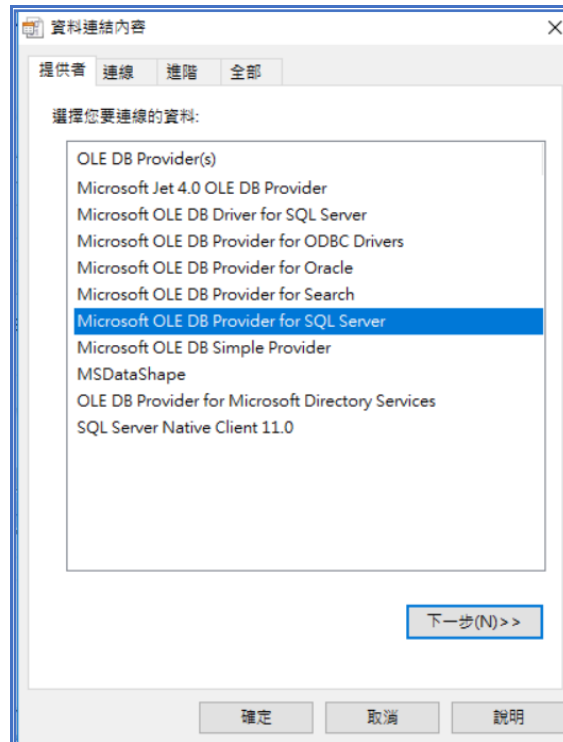 資料連結內容
提供者 連線 進階 全部
選擇您要連線的資料:
OLE DB Provider(s)
Microsoft Jet 4.0 OLE DB Provider
Microsoft OLE DB Driver for SQL Server
Microsoft OLE DB Provider for ODBC Drivers
Microsoft OLE DB Provider for Oracle
Microsoft OLE DB Provider for Search
Microsoft OLE DB Provider for SQL Server
Microsoft OLE DB Simple Provider
MSDataShape
OLE DB Provider for Microsoft Directory Services
SQL Server Native Client 11.0
下一步(N)>>
確定 取消 說明